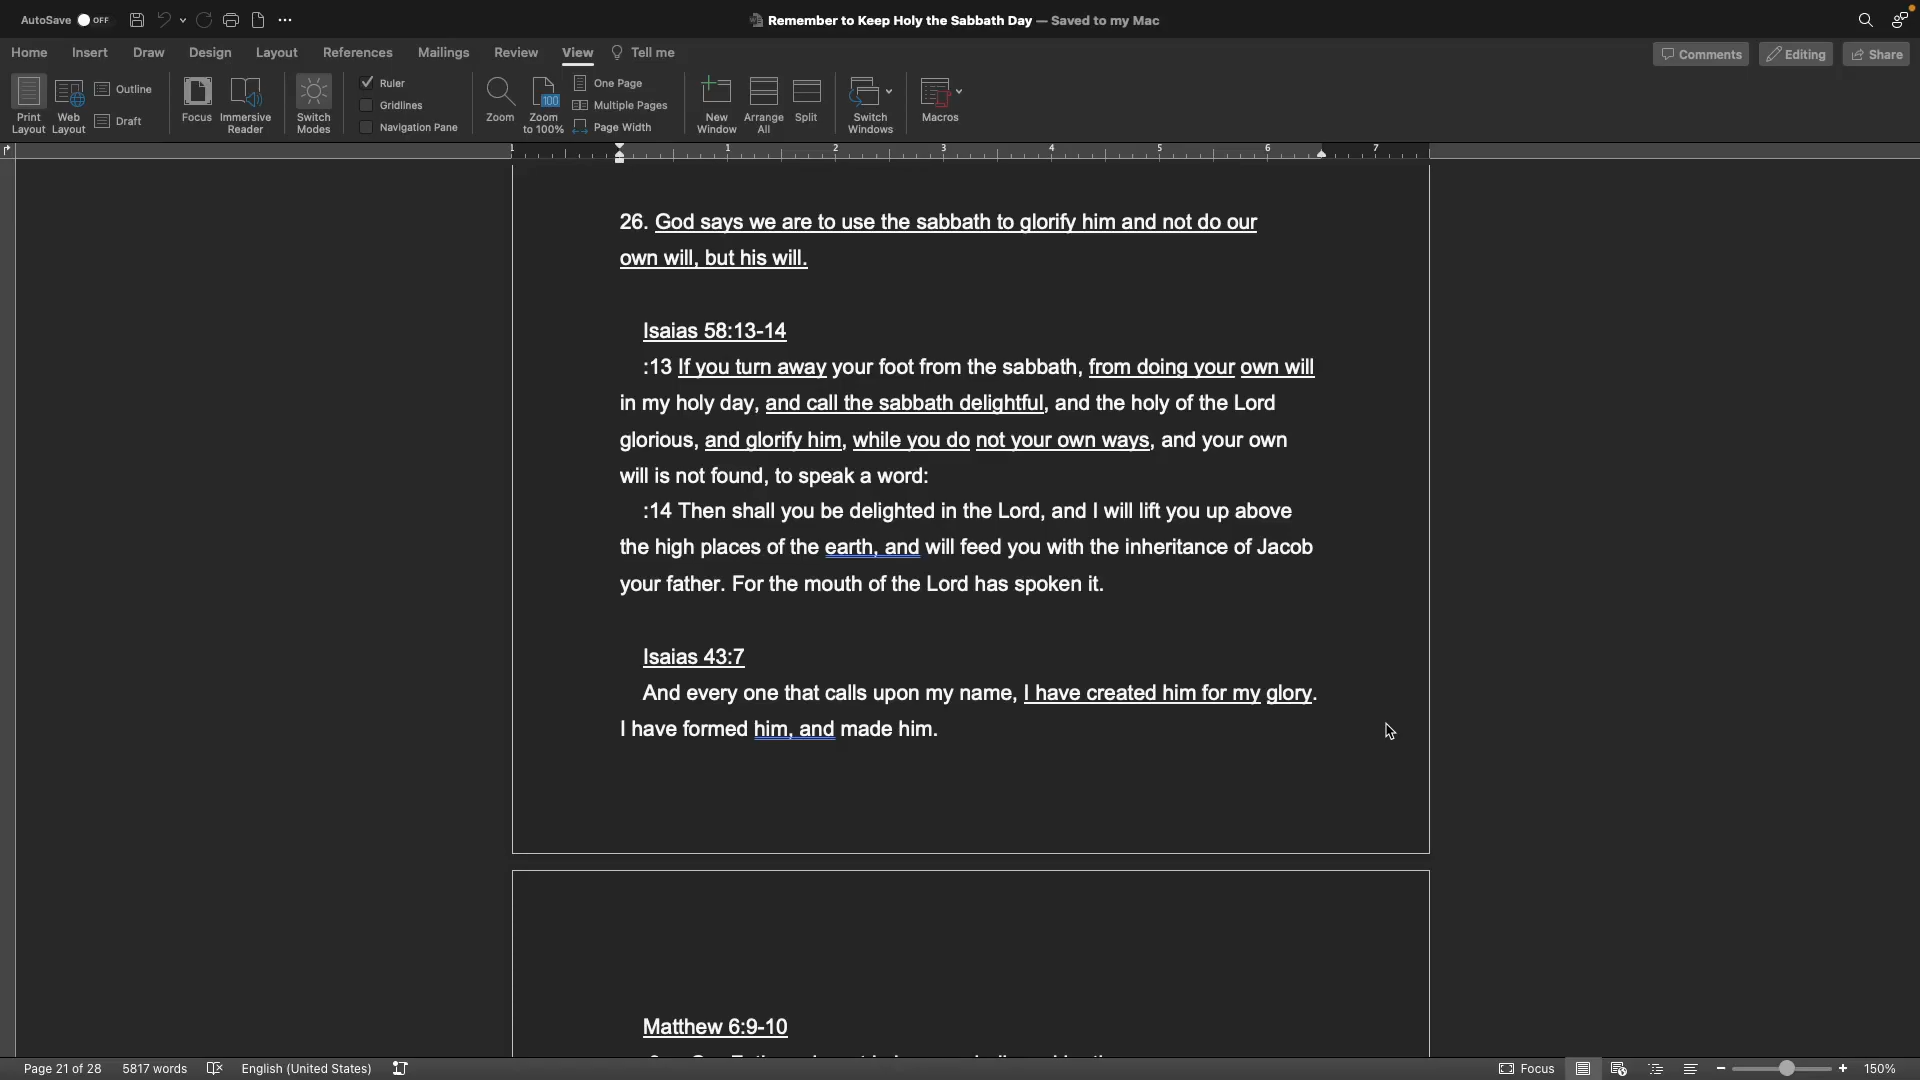 AutoSave OFF
Remember to Keep Holy the Sabbath Day — Saved to my Mac
Home Insert Draw Design Layout References Mailings Review View Tell me
Comments Editing Share
Print Layout
Web Layout
Outline
Draft
Focus
Immersive Reader
Switch Modes
Ruler
Gridlines
Navigation Pane
Zoom
100
Zoom to 100%
One Page
Multiple Pages
Page Width
New Window
Arrange All
Split
Switch Windows
Macros
1 1 2 3 4 5 6 7
26. God says we are to use the sabbath to glorify him and not do our
own will, but his will.
Isaias 58:13-14
:13 If you turn away your foot from the sabbath, from doing your own will
in my holy day, and call the sabbath delightful, and the holy of the Lord
glorious, and glorify him, while you do not your own ways, and your own
will is not found, to speak a word:
:14 Then shall you be delighted in the Lord, and I will lift you up above
the high places of the earth, and will feed you with the inheritance of Jacob
your father. For the mouth of the Lord has spoken it.
Isaias 43:7
And every one that calls upon my name, I have created him for my glory.
I have formed him, and made him.
Matthew 6:9-10
Page 21 of 28 5817 words English (United States) Focus 150%